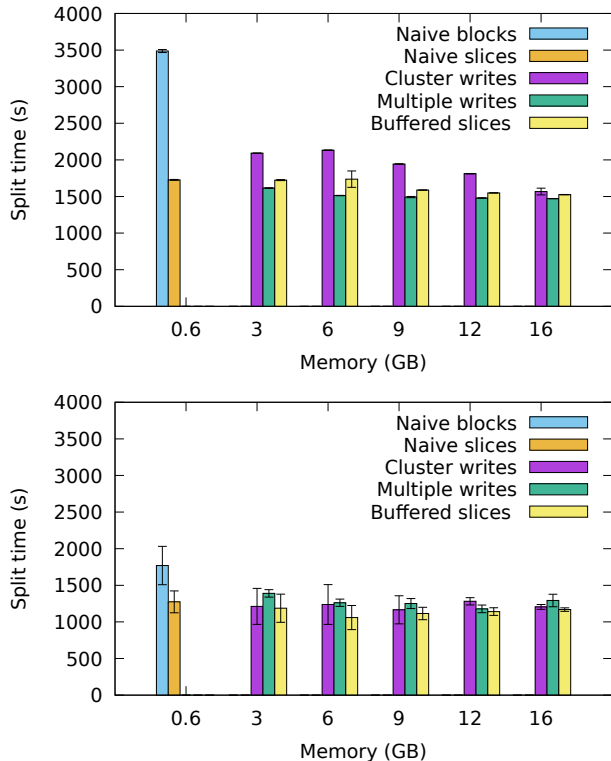 4000
3500
3000
2500
2000
1500
1000
500
0
Split time (s)
Naive blocks
Naive slices
Cluster writes
Multiple writes
Buffered slices
0.6 3 6 9 12 16
Memory (GB)
4000
3500
3000
2500
2000
1500
1000
500
0
Split time (s)
Naive blocks
Naive slices
Cluster writes
Multiple writes
Buffered slices
0.6 3 6 9 12 16
Memory (GB)